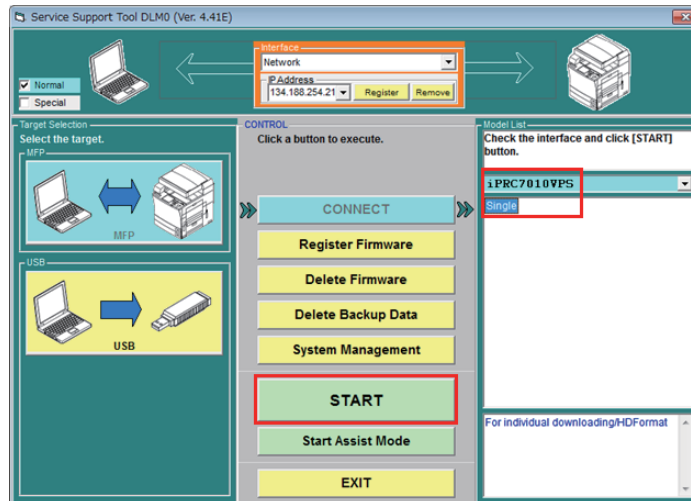 Service Support Tool DLM0 (Ver. 4.41E)
Normal
Special
Interface
Network
IP Address
134.188.254.21
Register
Remove
Target Selection
Select the target.
MFP
MFP
USB
USB
CONTROL
Click a button to execute.
CONNECT
Register Firmware
Delete Firmware
Delete Backup Data
System Management
START
Start Assist Mode
EXIT
Model List
Check the interface and click [START]
button.
iPRC7010VPS
Single
For individual downloading/HDFormat